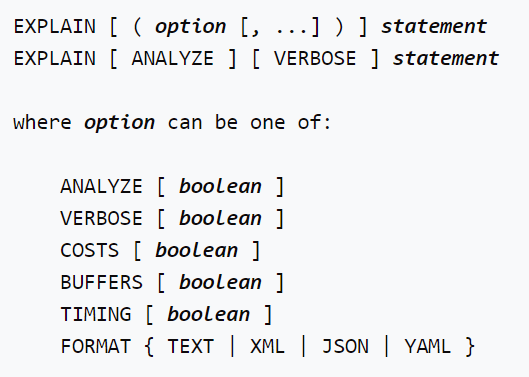 EXPLAIN [ ( option [, ...] ) ] statement
EXPLAIN [ ANALYZE ] [ VERBOSE ] statement
where option can be one of:
ANALYZE [ boolean ]
VERBOSE [ boolean ]
COSTS [ boolean ]
BUFFERS [ boolean ]
TIMING [ boolean ]
FORMAT { TEXT | XML | JSON | YAML }